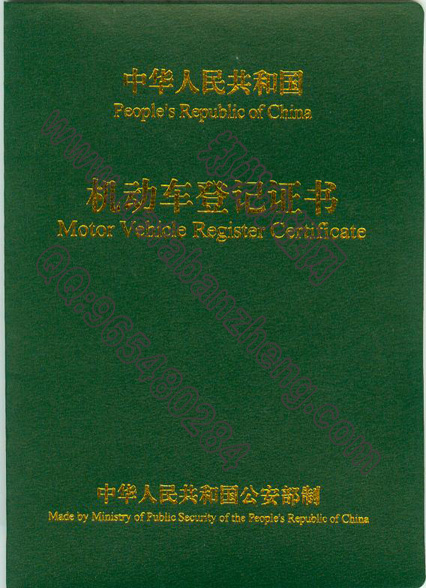 中华人民共和国
People's Republic of China
机动车登记证书
Motor Vehicle Register Certificate
中华人民共和国公安部制
Made by Ministry of Public Security of the People's Republic of China